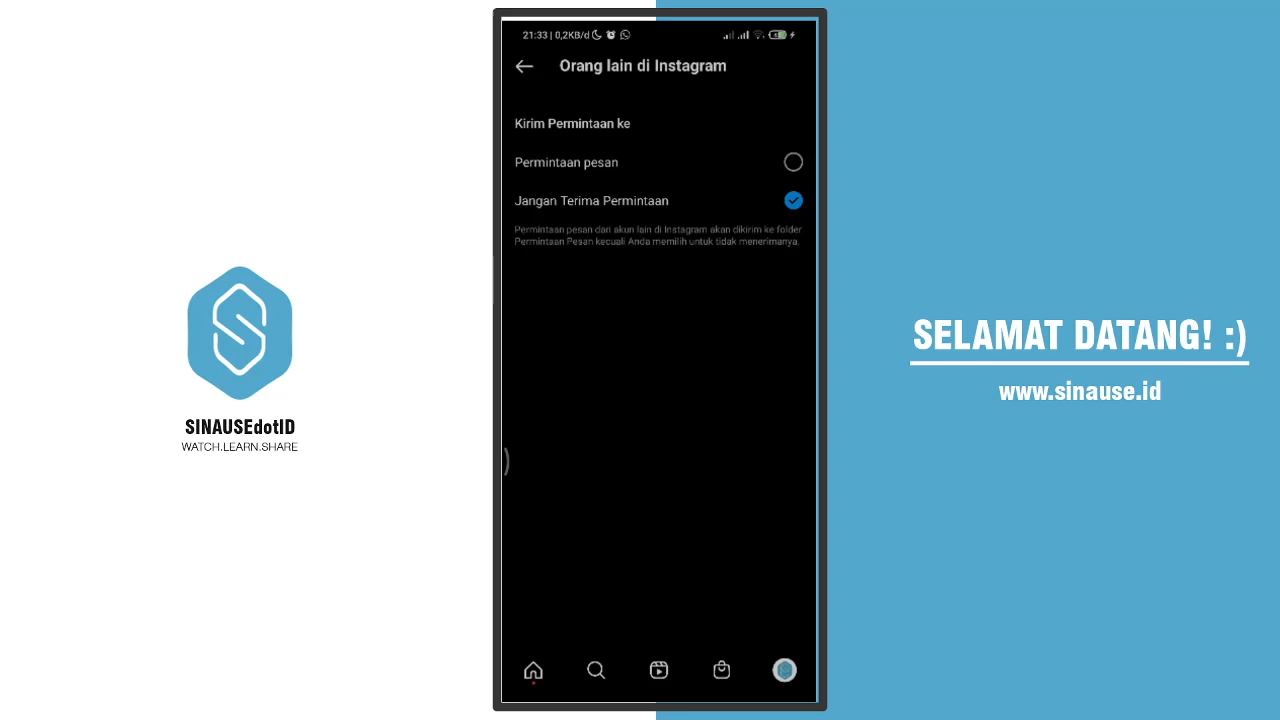 21:33 | 0,2KB/d
Orang lain di Instagram
Kirim Permintaan ke
Permintaan pesan
Jangan Terima Permintaan
Permintaan pesan dari akun lain di Instagram akan dikirim ke folder
Permintaan Pesan kecuali Anda memilih untuk tidak menerimanya.
SINAUSEdotID
WATCH.LEARN.SHARE
SELAMAT DATANG! :)
www.sinause.id